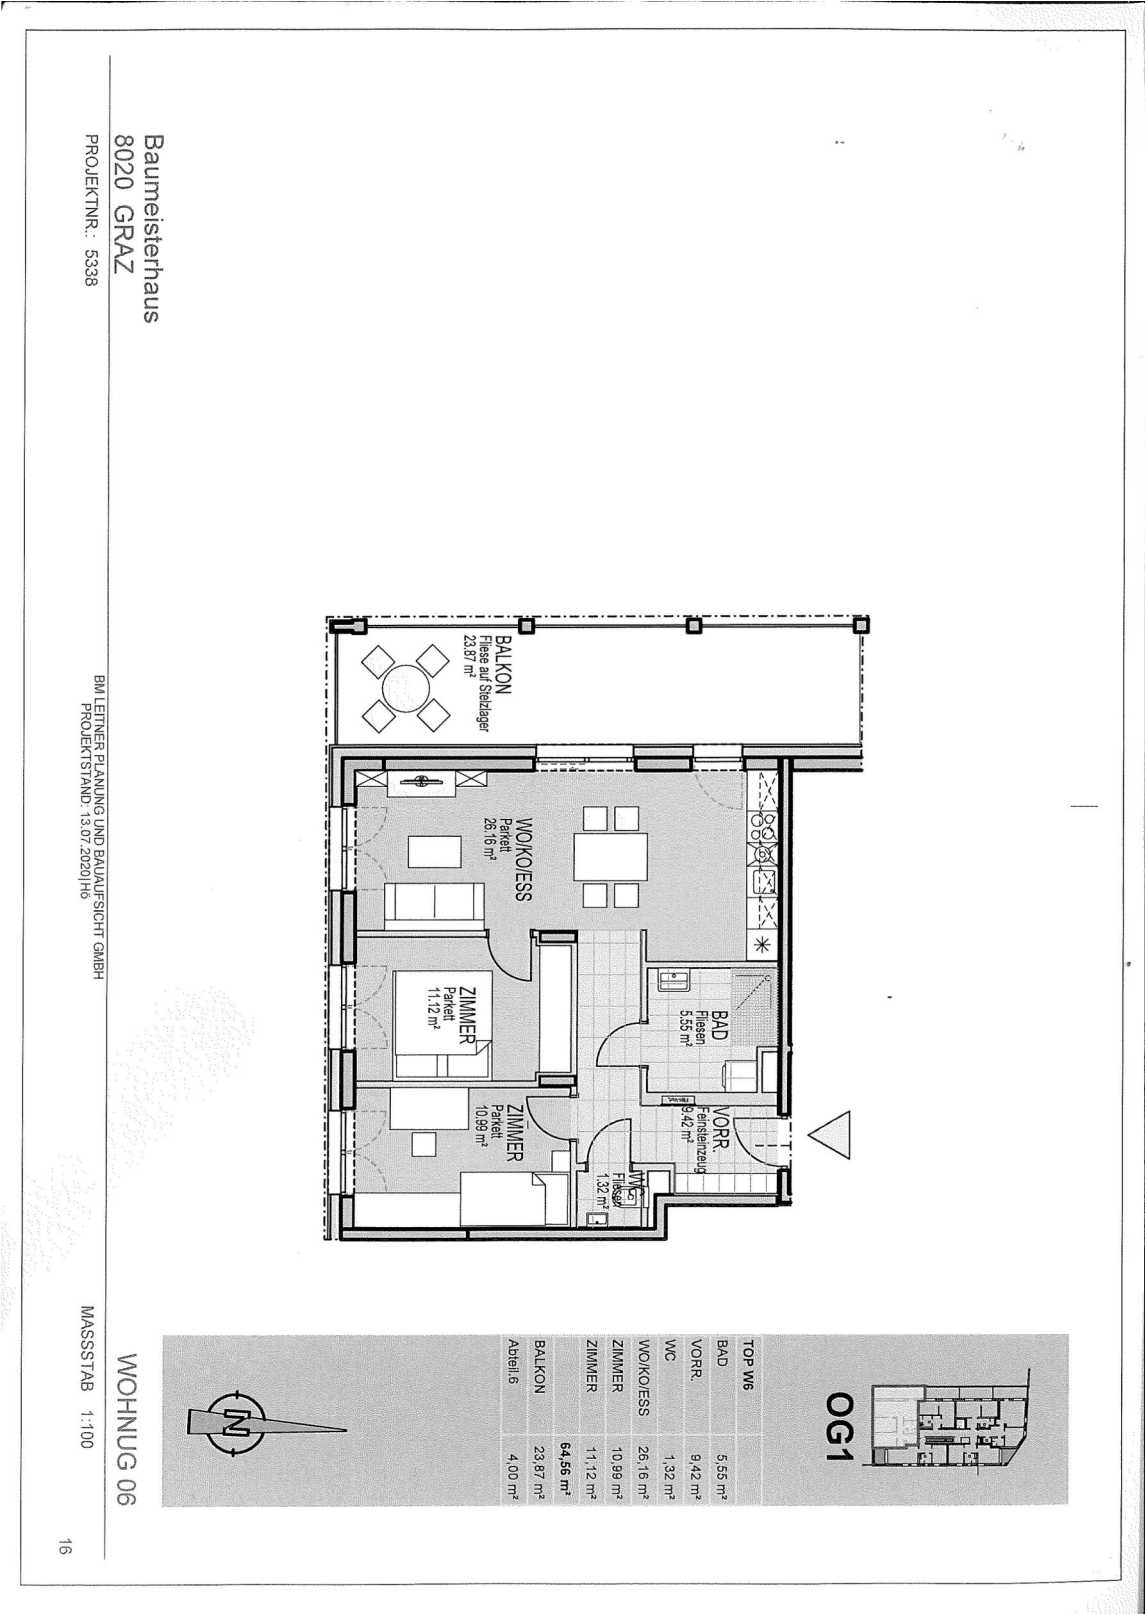 BALKON
Fliese auf Stelzlager
23,87 m²
WO/KO/ESS
Parkett
26.16 m²
ZIMMER
Parkett
11.12 m²
ZIMMER
Parkett
10.99 m²
BAD
Fliesen
5.55 m²
VORR.
Feinsteinzeug
9.42 m²
WC
Fliesen
1.32 m²
OG1
TOP W6
BAD 5,55 m²
VORR. 9,42 m²
WC 1,32 m²
WO/KO/ESS 26,16 m²
ZIMMER 10,99 m²
ZIMMER 11,12 m²
64,56 m²
BALKON 23,87 m²
Abteil.6 4,00 m²
N
Baumeisterhaus
8020 GRAZ
PROJEKTNR.: 5338
BM LEITNER PLANUNG UND BAUAUFSICHT GMBH
PROJEKTSTAND: 13.07.2020|Hö
WOHNUG 06
MASSSTAB 1:100
16